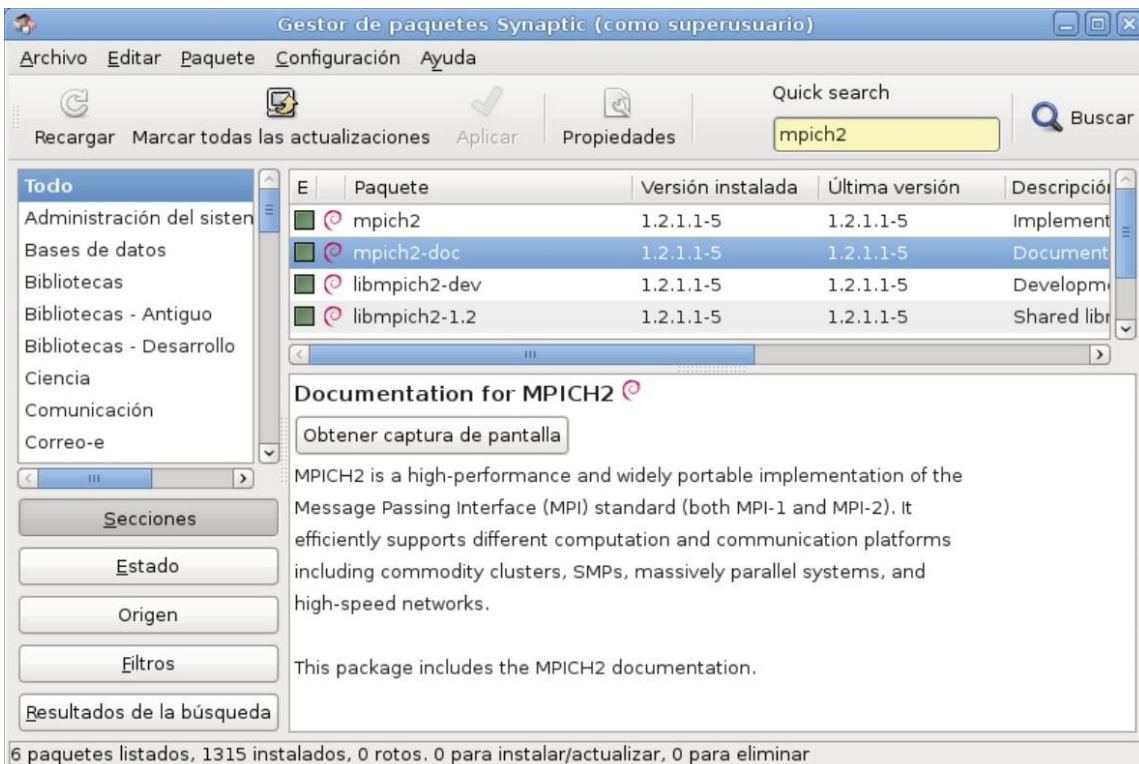 Gestor de paquetes Synaptic (como superusuario)
Archivo Editar Paquete Configuración Ayuda
Recargar Marcar todas las actualizaciones Aplicar Propiedades Quick search Buscar
mpich2
Todo
Administración del sisten
Bases de datos
Bibliotecas
Bibliotecas - Antiguo
Bibliotecas - Desarrollo
Ciencia
Comunicación
Correo-e
Secciones
Estado
Origen
Filtros
Resultados de la búsqueda
E Paquete Versión instalada Última versión Descripción
mpich2 1.2.1.1-5 1.2.1.1-5 Implement
mpich2-doc 1.2.1.1-5 1.2.1.1-5 Document
libmpich2-dev 1.2.1.1-5 1.2.1.1-5 Developm
libmpich2-1.2 1.2.1.1-5 1.2.1.1-5 Shared libr
Documentation for MPICH2
Obtener captura de pantalla
MPICH2 is a high-performance and widely portable implementation of the
Message Passing Interface (MPI) standard (both MPI-1 and MPI-2). It
efficiently supports different computation and communication platforms
including commodity clusters, SMPs, massively parallel systems, and
high-speed networks.
This package includes the MPICH2 documentation.
6 paquetes listados, 1315 instalados, 0 rotos. 0 para instalar/actualizar, 0 para eliminar